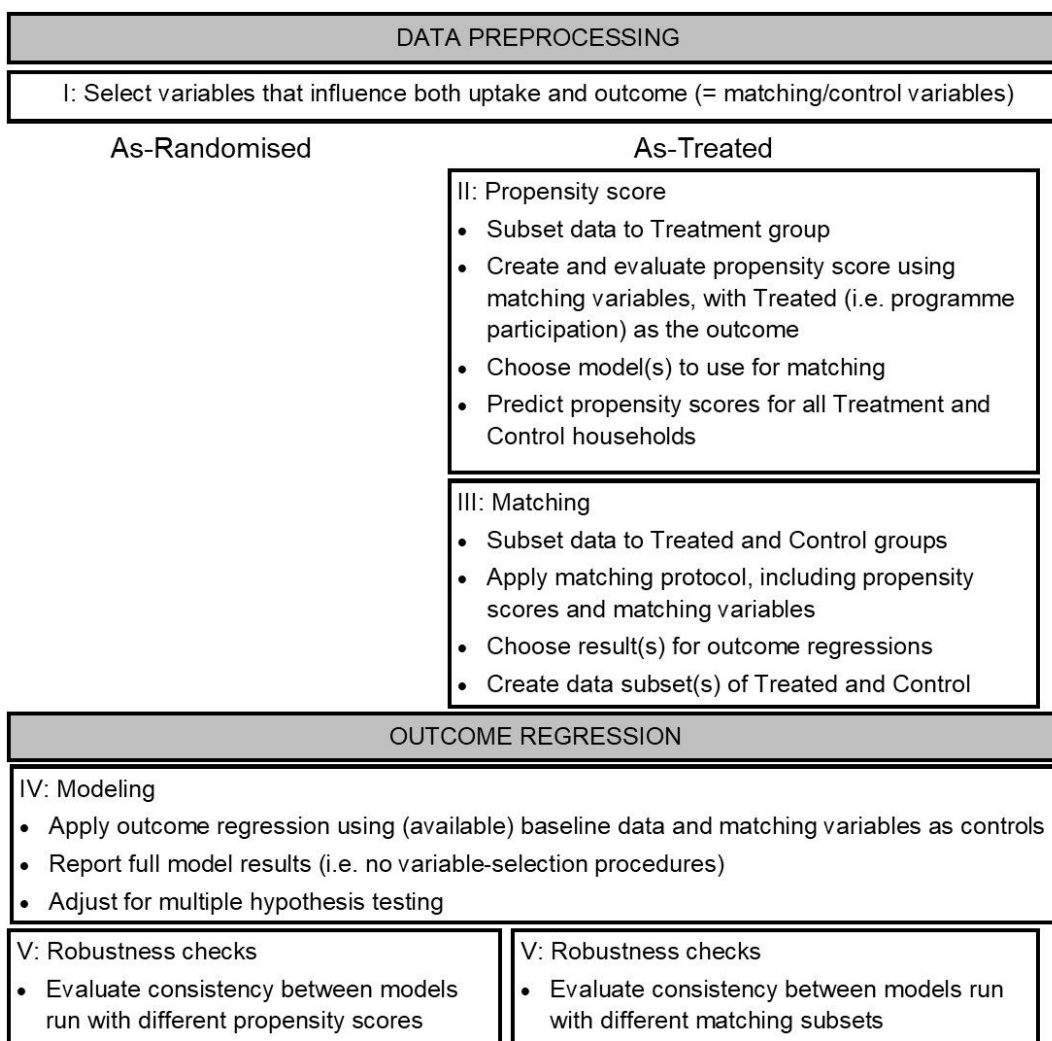 DATA PREPROCESSING
I: Select variables that influence both uptake and outcome (= matching/control variables)
As-Randomised
As-Treated
II: Propensity score
• Subset data to Treatment group
• Create and evaluate propensity score using
matching variables, with Treated (i.e. programme
participation) as the outcome
• Choose model(s) to use for matching
• Predict propensity scores for all Treatment and
Control households
III: Matching
• Subset data to Treated and Control groups
• Apply matching protocol, including propensity
scores and matching variables
• Choose result(s) for outcome regressions
• Create data subset(s) of Treated and Control
OUTCOME REGRESSION
IV: Modeling
• Apply outcome regression using (available) baseline data and matching variables as controls
• Report full model results (i.e. no variable-selection procedures)
• Adjust for multiple hypothesis testing
V: Robustness checks
• Evaluate consistency between models
run with different propensity scores
V: Robustness checks
• Evaluate consistency between models run
with different matching subsets